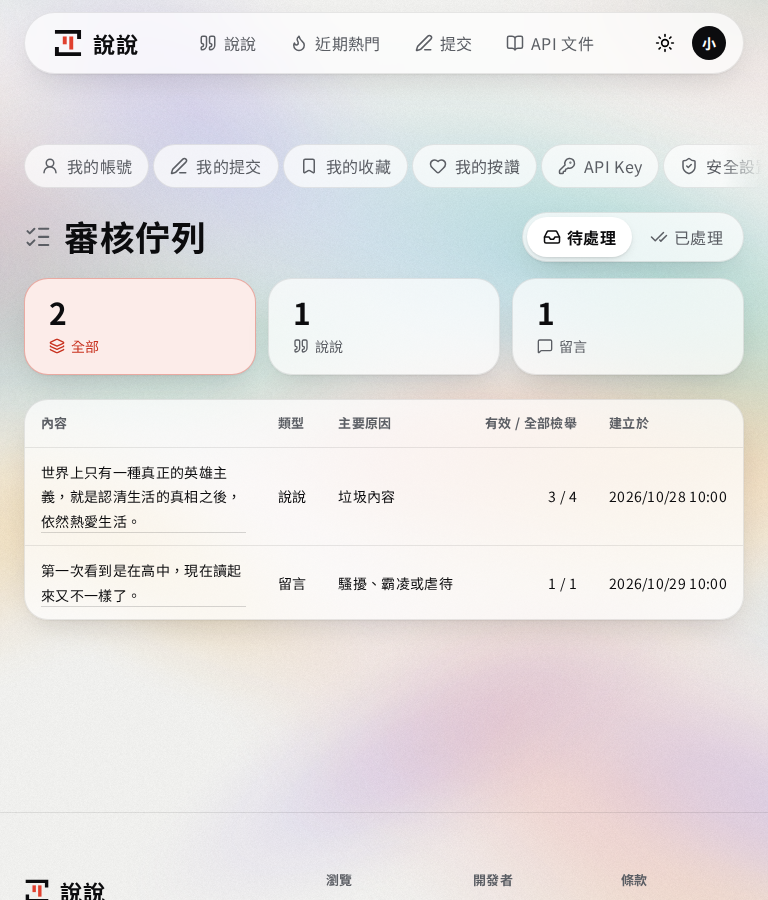 說說
說說
近期熱門
提交
API 文件
小
我的帳號
我的提交
我的收藏
我的按讚
API Key
安全設
審核佇列
待處理
已處理
2
全部
1
說說
1
留言
內容
類型
主要原因
有效 / 全部檢舉
建立於
世界上只有一種真正的英雄主
義，就是認清生活的真相之後，
依然熱愛生活。
說說
垃圾內容
3 / 4
2026/10/28 10:00
第一次看到是在高中，現在讀起
來又不一樣了。
留言
騷擾、霸凌或虐待
1 / 1
2026/10/29 10:00
說說
瀏覽
開發者
條款